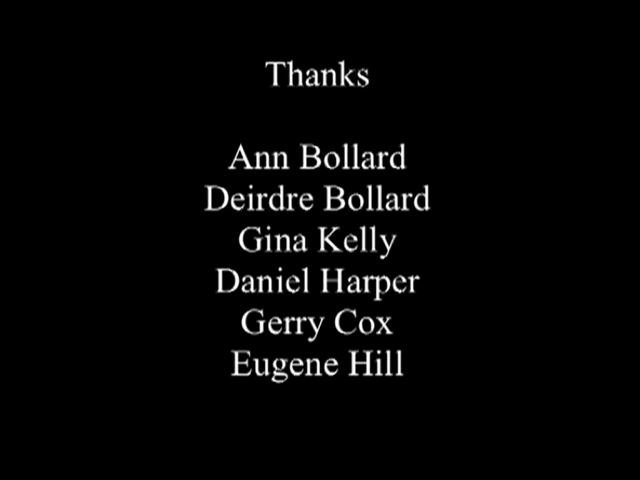 Thanks
Ann Bollard
Deirdre Bollard
Gina Kelly
Daniel Harper
Gerry Cox
Eugene Hill